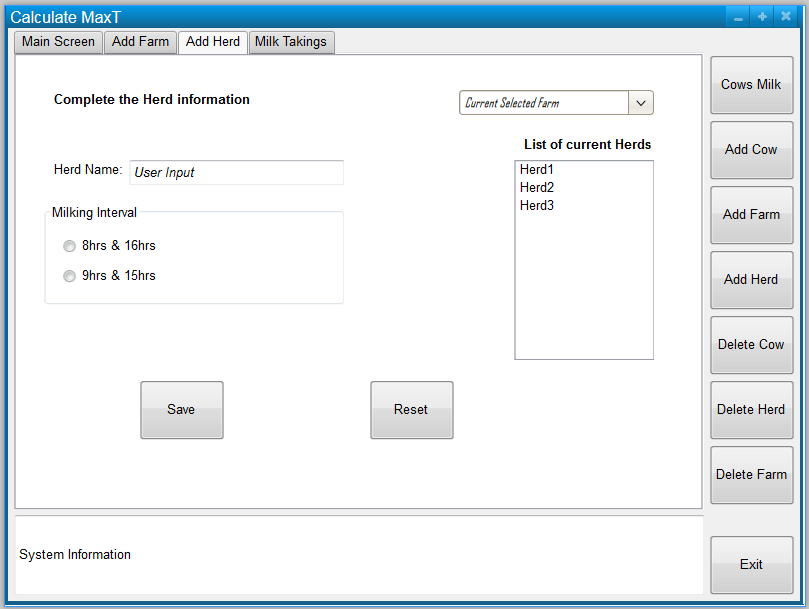 Calculate MaxT
Main Screen
Add Farm
Add Herd
Milk Takings
Complete the Herd information
Current Selected Farm
List of current Herds
Herd Name:
User Input
Herd1
Herd2
Herd3
Milking Interval
8hrs & 16hrs
9hrs & 15hrs
Save
Reset
Cows Milk
Add Cow
Add Farm
Add Herd
Delete Cow
Delete Herd
Delete Farm
System Information
Exit